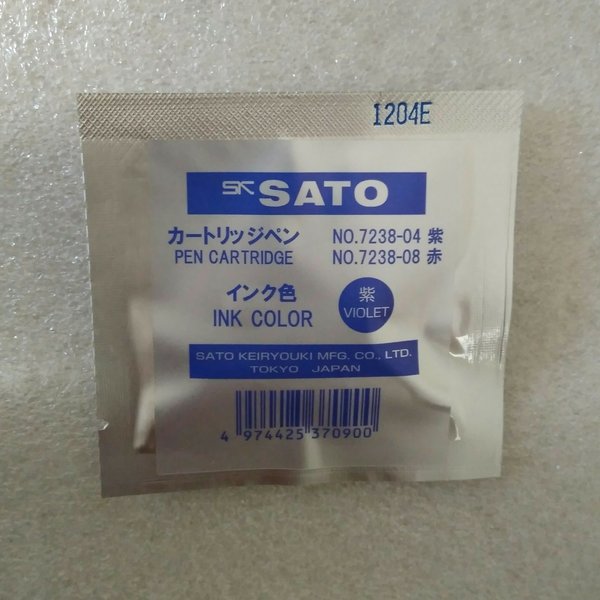 1204E
SK SATO
カートリッジペン NO.7238-04 紫
PEN CARTRIDGE NO.7238-08 赤
インク色 紫
INK COLOR VIOLET
SATO KEIRYOUKI MFG. CO., LTD.
TOKYO JAPAN
4 974425 370900